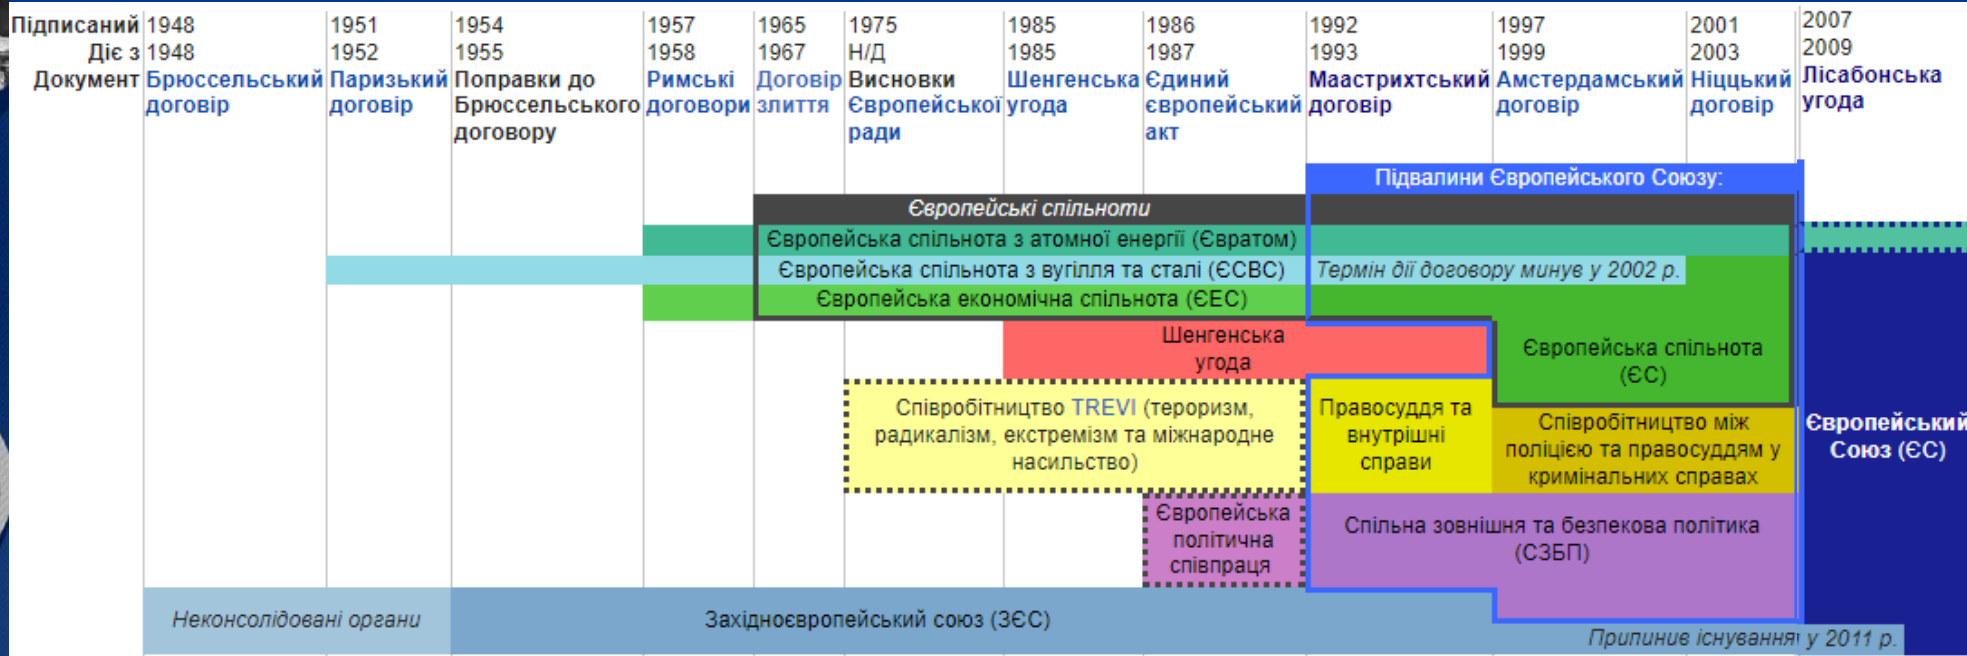 Підписаний 1948 1951 1954 1957 1965 1975 1985 1986 1992 1997 2001 2007
Діє з 1948 1952 1955 1958 1967 Н/Д 1985 1987 1993 1999 2003 2009
Документ Брюссельський Паризький Поправки до Римські Договір Висновки Шенгенська Єдиний Маастрихтський Амстердамський Ніццький Лісабонська
договір договір Брюссельського договори злиття Європейської угода європейський договір договір договір угода
договору ради акт
Підвалини Європейського Союзу:
Європейські спільноти
Європейська спільнота з атомної енергії (Євратом)
Європейська спільнота з вугілля та сталі (ЄСВС) Термін дії договору минув у 2002 р.
Європейська економічна спільнота (ЄЕС)
Шенгенська
угода
Європейська спільнота
(ЄС)
Співробітництво TREVI (тероризм,
радикалізм, екстремізм та міжнародне
насильство)
Правосуддя та
внутрішні
справи
Співробітництво між
поліцією та правосуддям у
кримінальних справах
Європейський
Союз (ЄС)
Європейська
політична
співпраця
Спільна зовнішня та безпекова політика
(СЗБП)
Неконсолідовані органи
Західноєвропейський союз (ЗЄС)
Припинив існування у 2011 р.